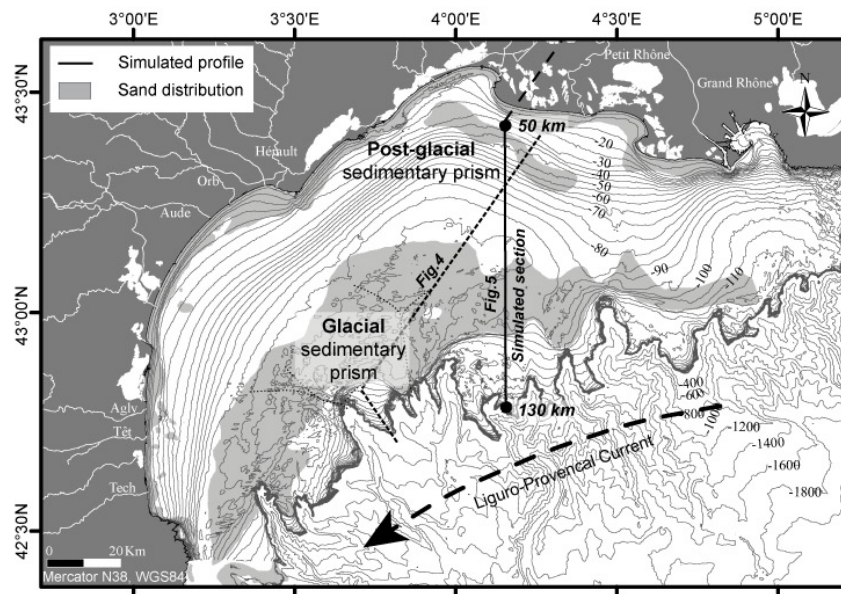 3°00'
3°30'
4°00'
4°30'
5°00'
Simulated profile
Sand distribution
43°30'
43°00'
42°30'
Petit Rhône
Grand Rhône
N
50 km
Post-glacial
sedimentary prism
Hérault
Orb
Aude
-20
-30
-40
-50
-60
-70
-80
-90
-100
-110
Fig.4
Fig.5
Simulated section
Glacial
sedimentary
prism
130 km
Agly
Têt
Tech
-400
-600
-800
-1000
-1200
-1400
-1600
-1800
Liguro-Provencal Current
0 20 Km
Mercator N38, WGS84